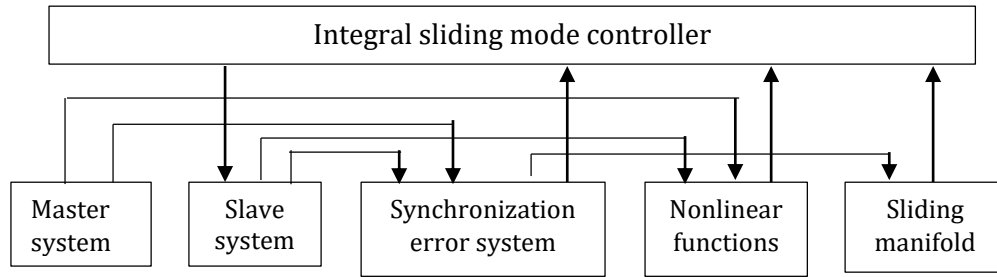 Integral sliding mode controller
Master
system
Slave
system
Synchronization
error system
Nonlinear
functions
Sliding
manifold